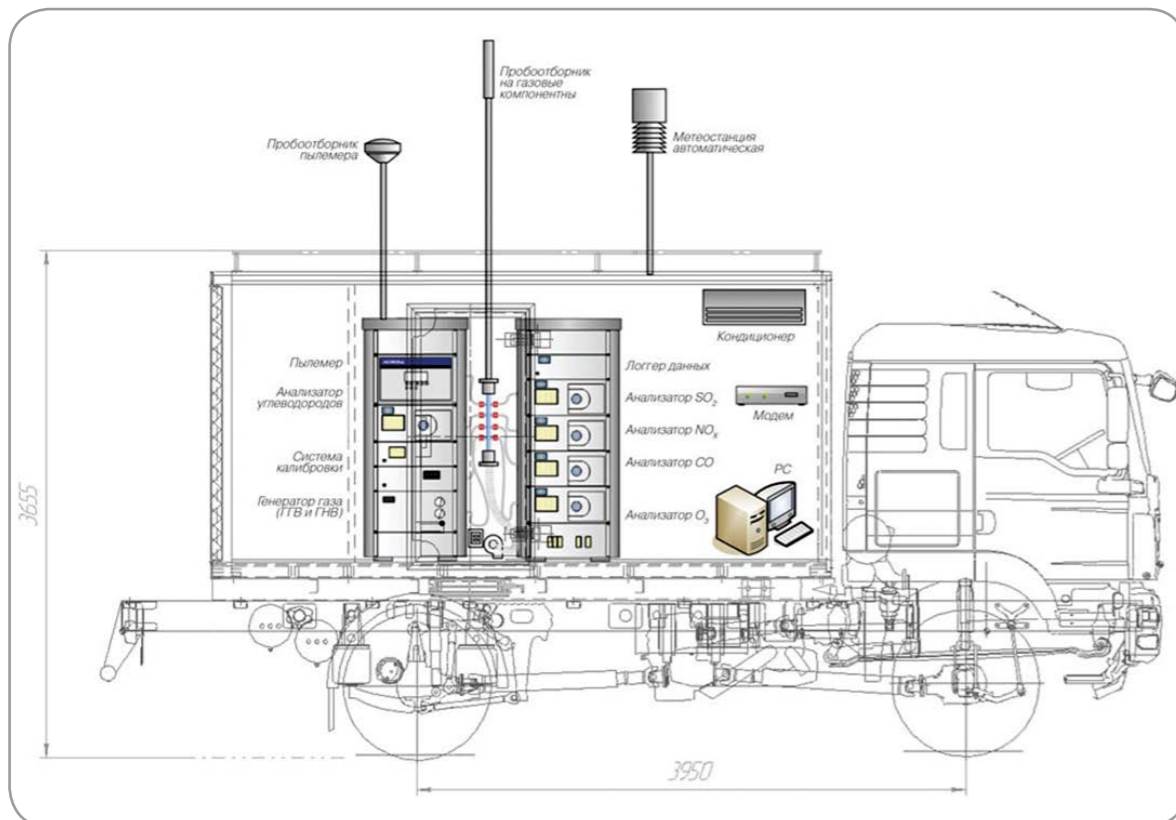 Пробоотборник
на газовые
компонентны
Пробоотборник
пылемера
Метеостанция
автоматическая
Кондиционер
Пылемер
Анализатор
углеводородов
Система
калибровки
Генератор газа
(ГГВ и ГНВ)
Логгер данных
Анализатор SO₂
Анализатор NOₓ
Анализатор CO
Анализатор O₃
Модем
PC
3655
3950